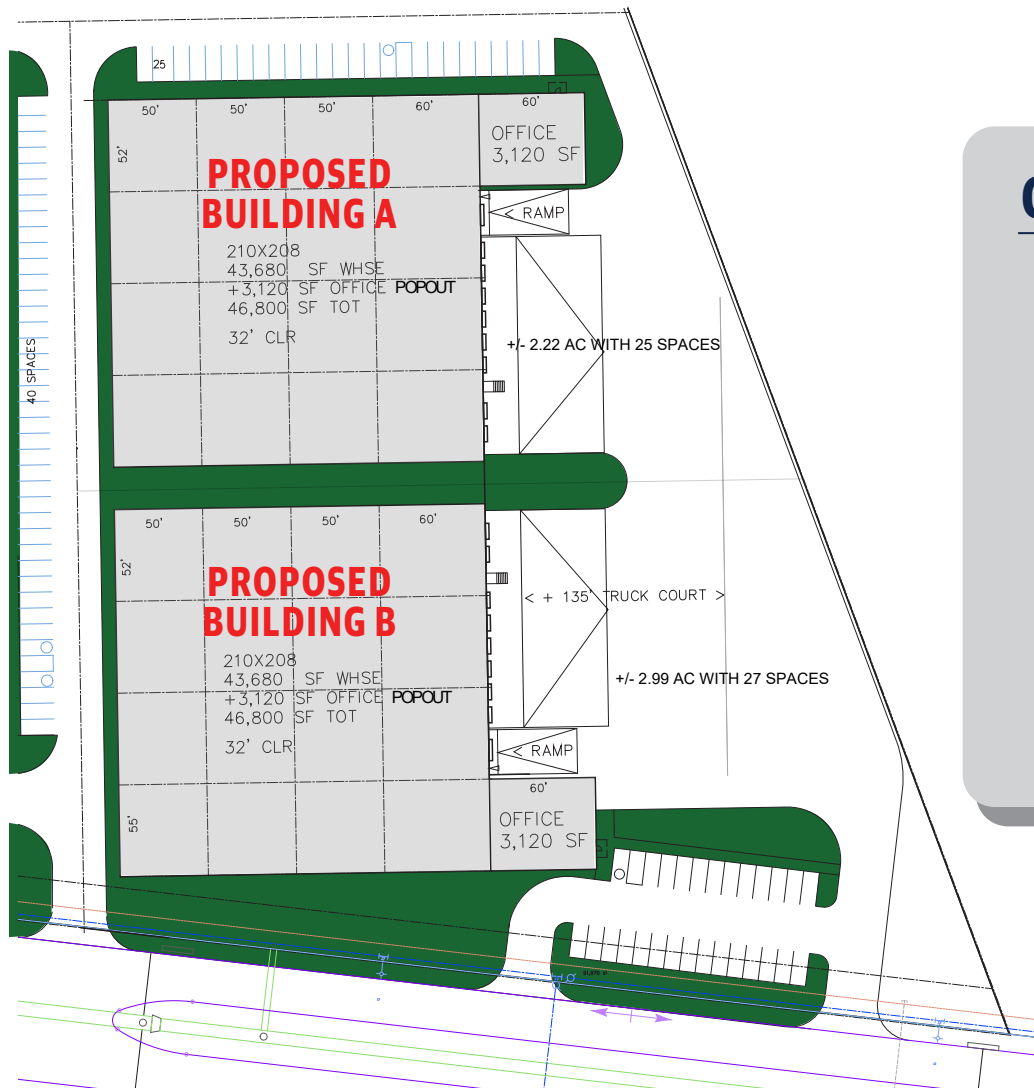 25
50'
50'
50'
60'
60'
52'
OFFICE
3,120 SF
PROPOSED
BUILDING A
< RAMP
210X208
43,680 SF WHSE
+3,120 SF OFFICE POPOUT
46,800 SF TOT
32' CLR
+/- 2.22 AC WITH 25 SPACES
40 SPACES
50'
50'
50'
60'
52'
PROPOSED
BUILDING B
< + 135' TRUCK COURT >
210X208
43,680 SF WHSE
+3,120 SF OFFICE POPOUT
46,800 SF TOT
32' CLR
+/- 2.99 AC WITH 27 SPACES
< RAMP
60'
55'
OFFICE
3,120 SF